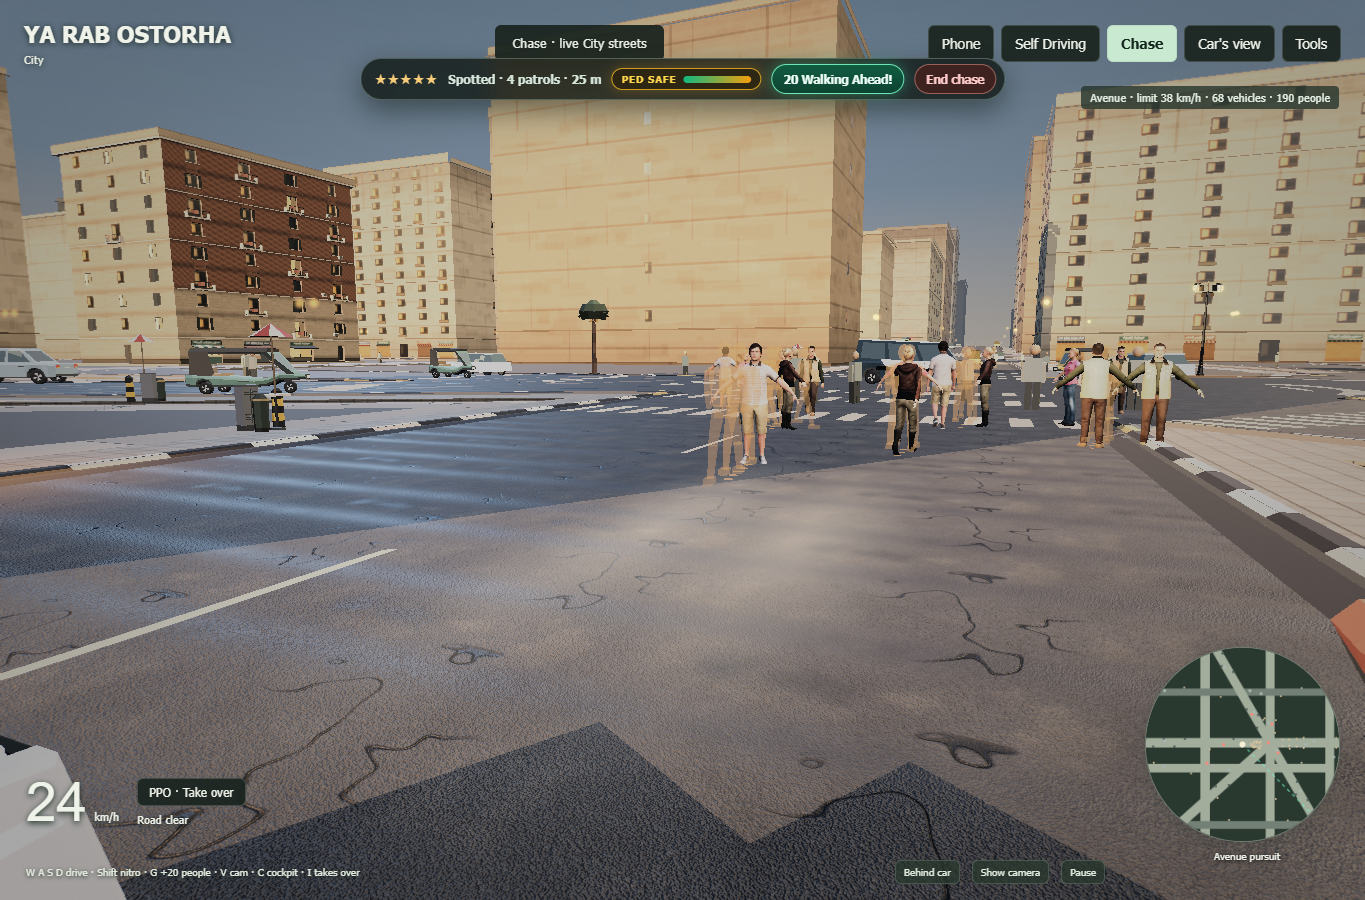 YA RAB OSTORHA
City
Chase · live City streets
Phone
Self Driving
Chase
Car's view
Tools
★★★★★ Spotted · 4 patrols · 25 m
PED SAFE
20 Walking Ahead!
End chase
Avenue · limit 38 km/h · 68 vehicles · 190 people
24 km/h
PPO · Take over
Road clear
W A S D drive · Shift nitro · G +20 people · V cam · C cockpit · I takes over
Behind car
Show camera
Pause
Avenue pursuit